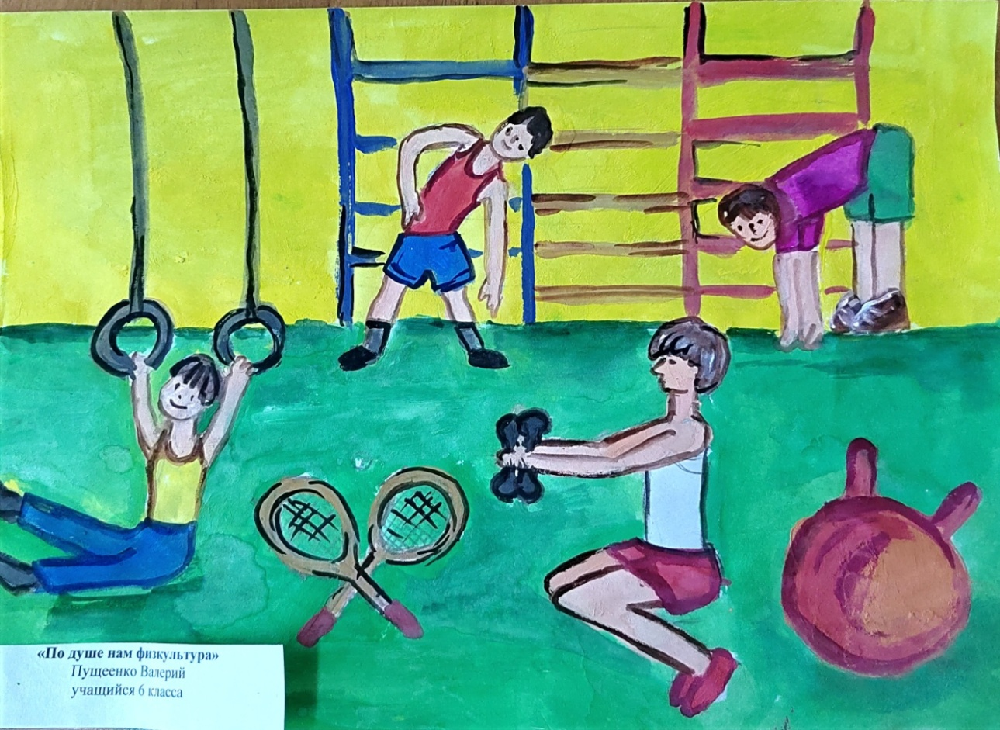 «По душе нам физкультура»
Пущеенко Валерий
учащийся 6 класса